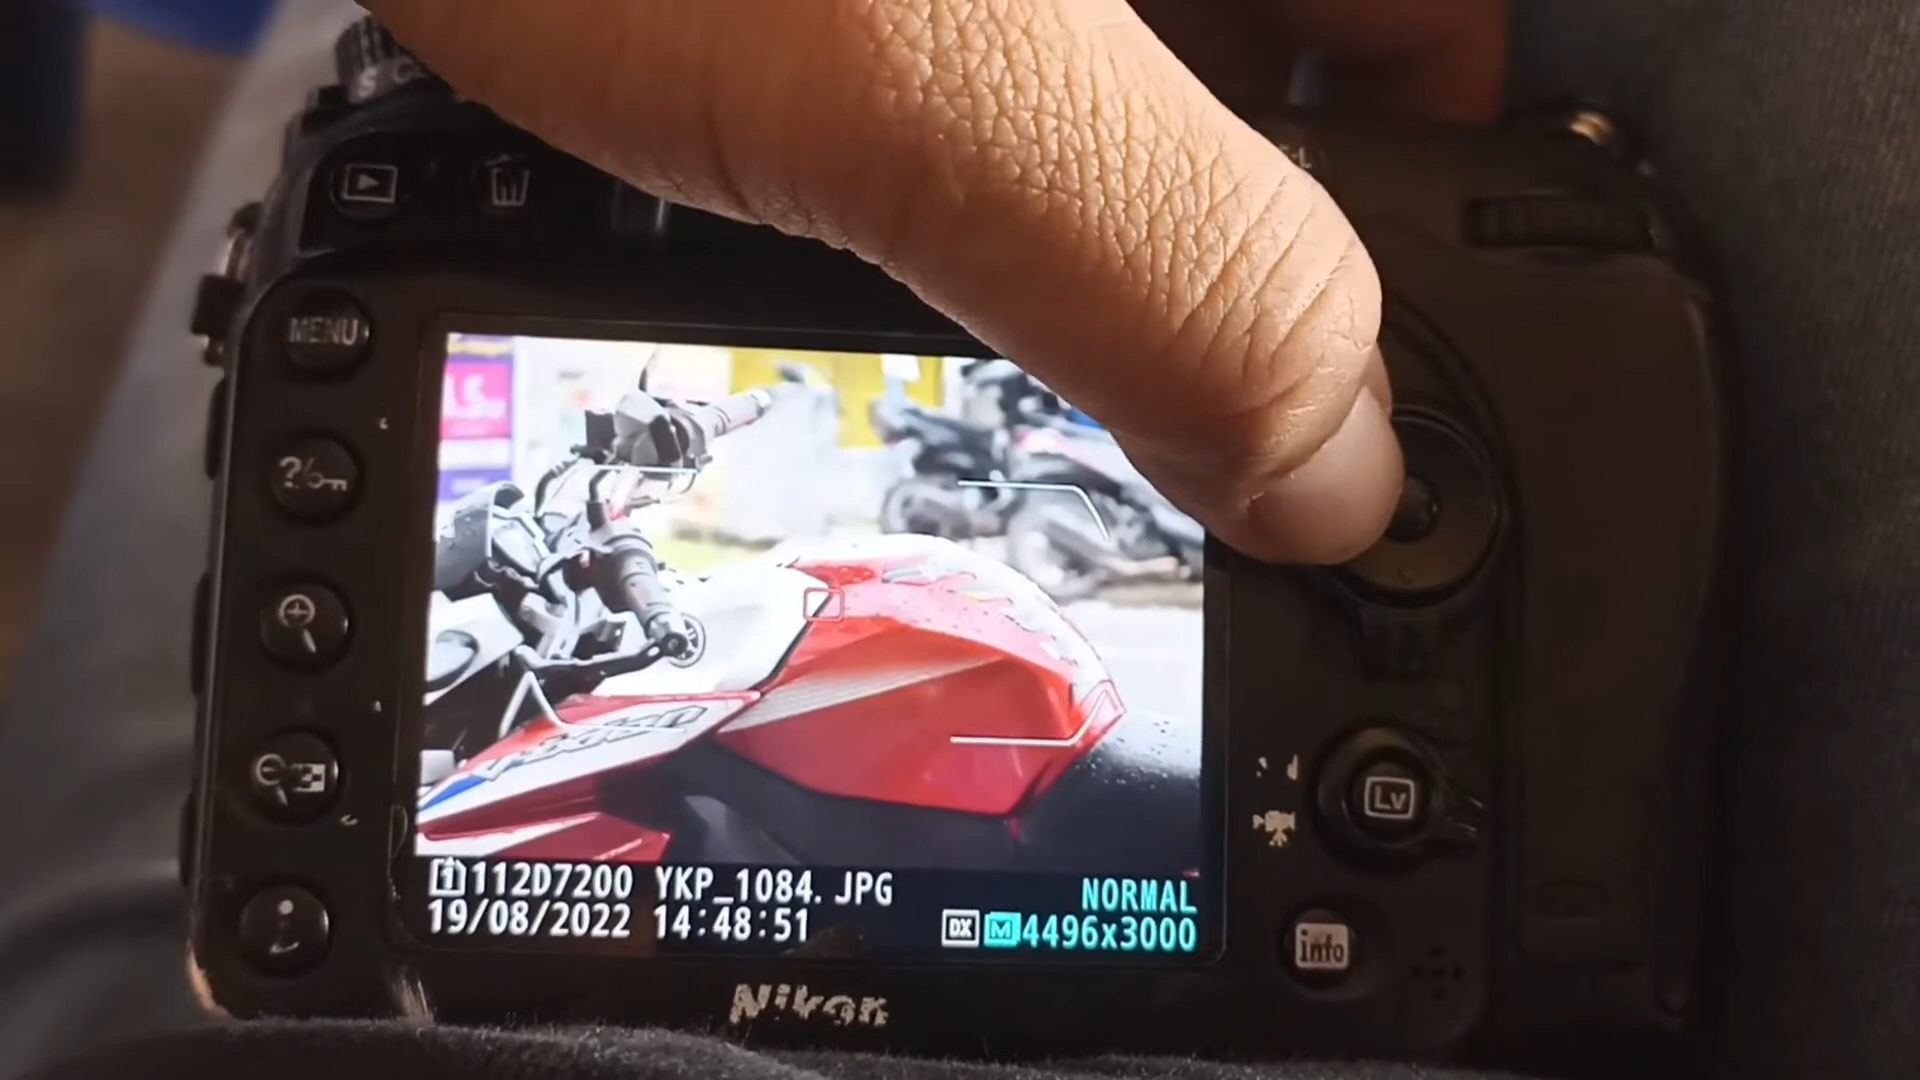 S
MENU
?
112D7200 YKP_1084.JPG
NORMAL
19/08/2022 14:48:51
DX M 4496x3000
Lv
info
i
Nikon